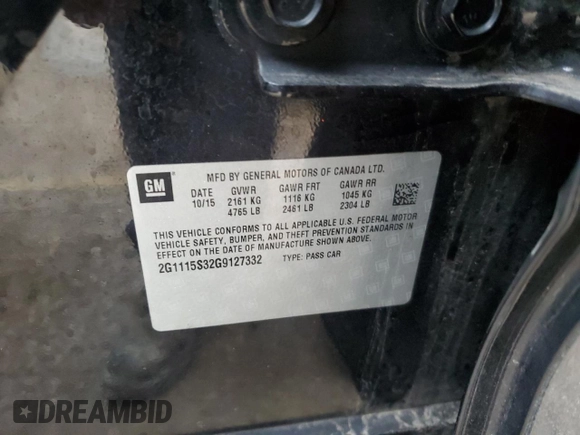 MFD BY GENERAL MOTORS OF CANADA LTD.
GM
DATE GVWR GAWR FRT GAWR RR
10/15 2161 KG 1116 KG 1045 KG
4765 LB 2461 LB 2304 LB
THIS VEHICLE CONFORMS TO ALL APPLICABLE U.S. FEDERAL MOTOR
VEHICLE SAFETY, BUMPER, AND THEFT PREVENTION STANDARDS IN
EFFECT ON THE DATE OF MANUFACTURE SHOWN ABOVE.
2G1115S32G9127332 TYPE: PASS CAR
DREAMBID